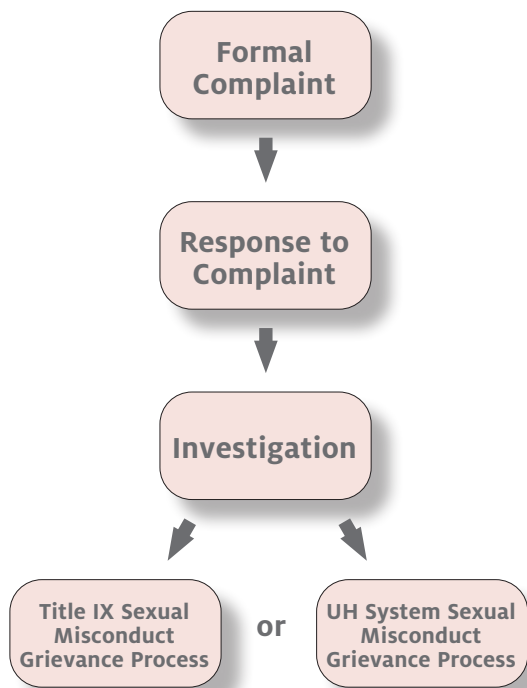 Formal
Complaint
Response to
Complaint
Investigation
Title IX Sexual
Misconduct
Grievance Process
or
UH System Sexual
Misconduct
Grievance Process